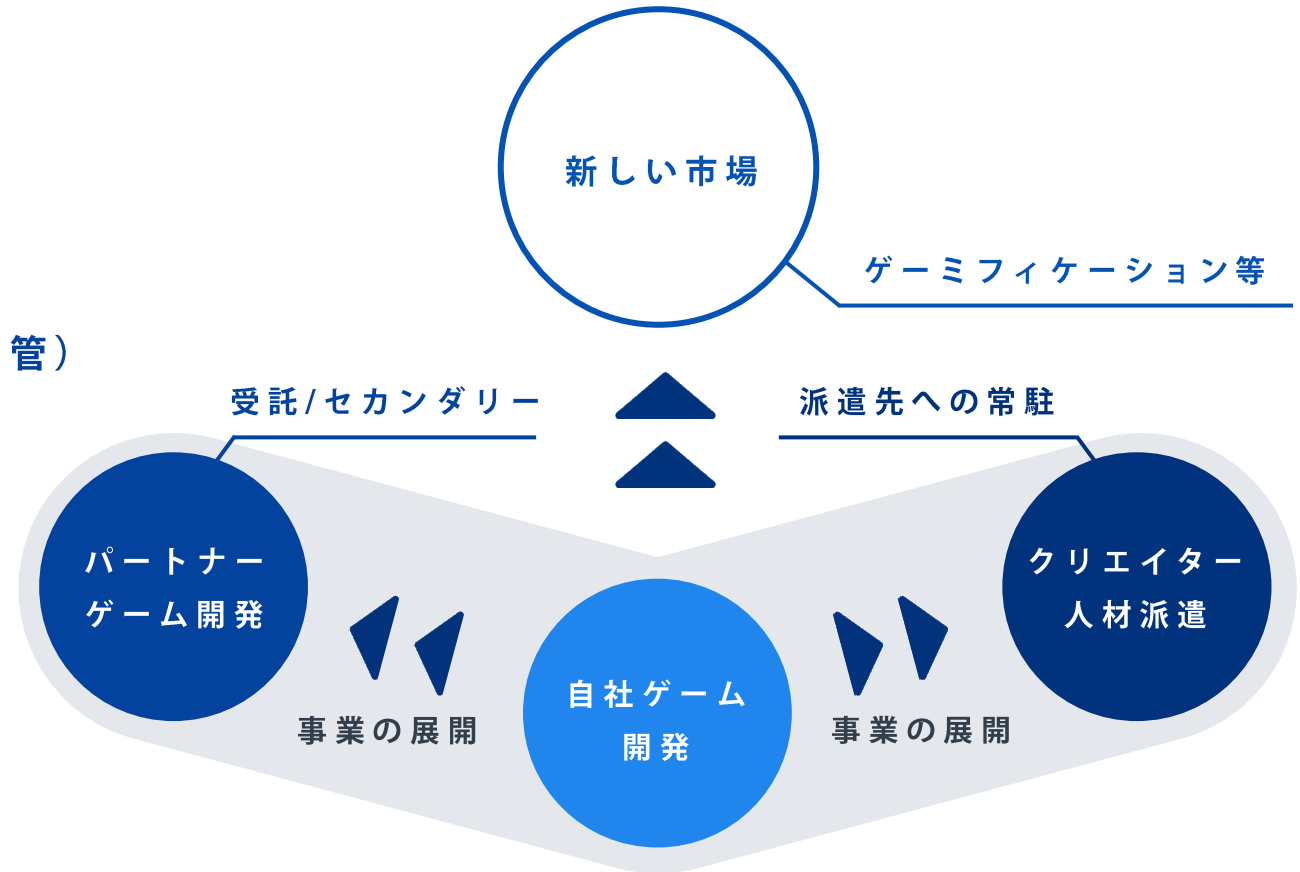 新しい市場
ゲーミフィケーション等
管）
受託/セカンダリー
派遣先への常駐
パートナー
ゲーム開発
クリエイター
人材派遣
自社ゲーム
開発
事業の展開
事業の展開